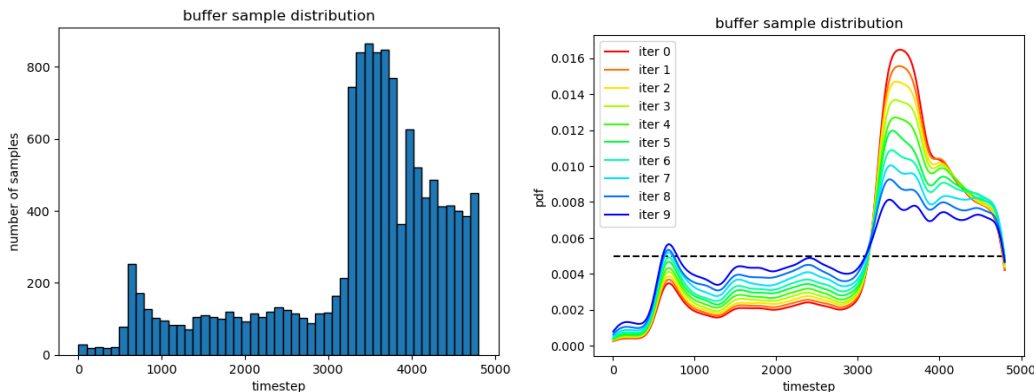 buffer sample distribution
number of samples
800
600
400
200
0
0 1000 2000 3000 4000 5000
timestep
buffer sample distribution
pdf
0.016
0.014
0.012
0.010
0.008
0.006
0.004
0.002
0.000
iter 0
iter 1
iter 2
iter 3
iter 4
iter 5
iter 6
iter 7
iter 8
iter 9
0 1000 2000 3000 4000 5000
timestep